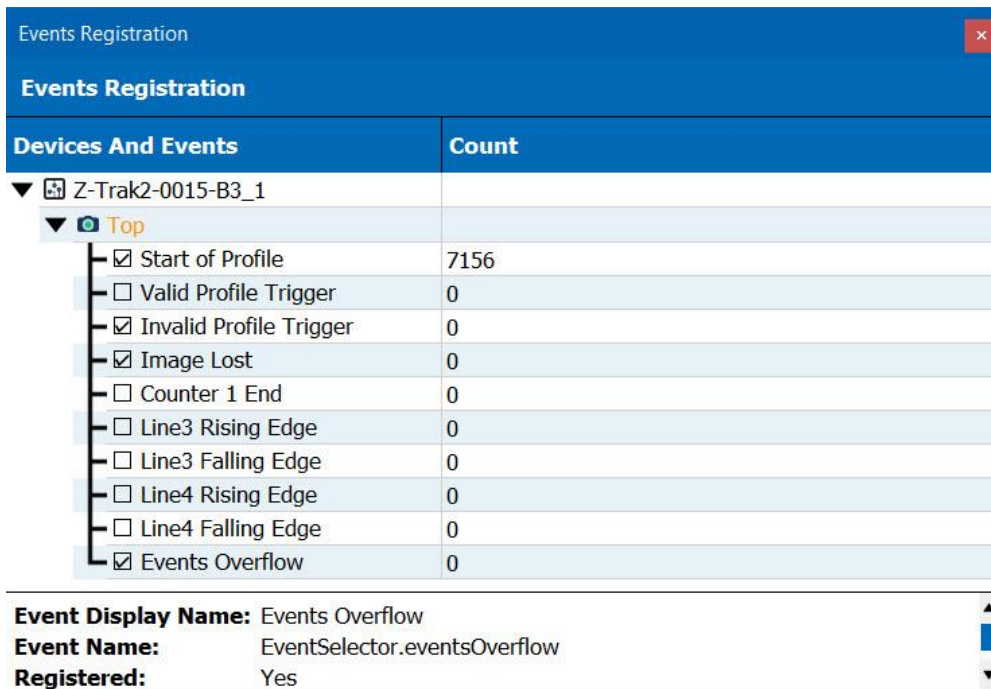 Events Registration
Events Registration
Devices And Events Count
Z-Trak2-0015-B3_1
Top
Start of Profile 7156
Valid Profile Trigger 0
Invalid Profile Trigger 0
Image Lost 0
Counter 1 End 0
Line3 Rising Edge 0
Line3 Falling Edge 0
Line4 Rising Edge 0
Line4 Falling Edge 0
Events Overflow 0
Event Display Name: Events Overflow
Event Name: EventSelector.eventsOverflow
Registered: Yes